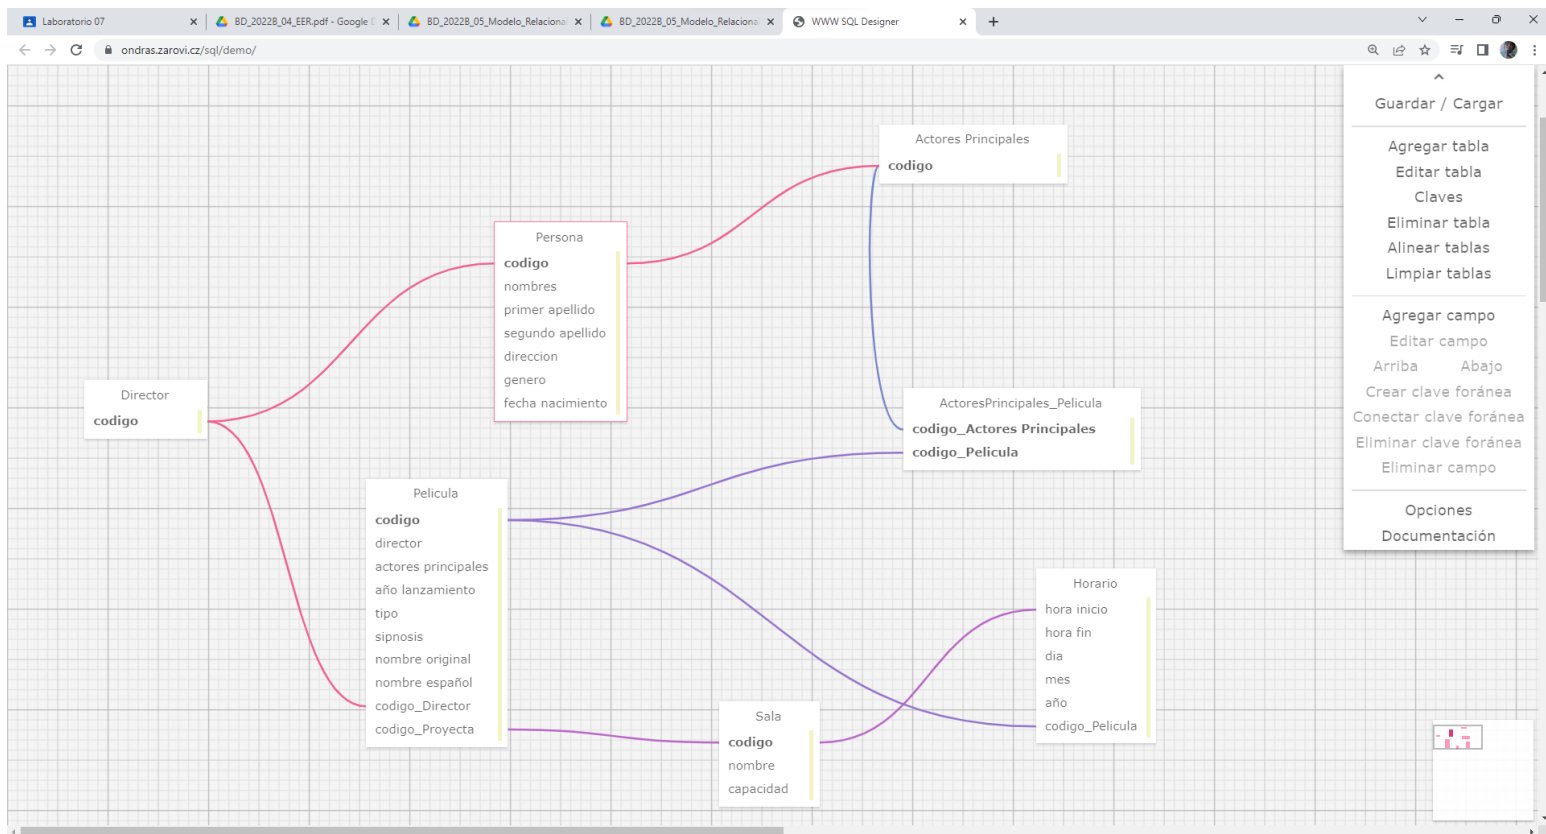 Laboratorio 07
BD_2022B_04_EER.pdf - Google D
BD_2022B_05_Modelo_Relacional
BD_2022B_05_Modelo_Relacional
WWW SQL Designer
ondras.zarovi.cz/sql/demo/
Guardar / Cargar
Agregar tabla
Editar tabla
Claves
Eliminar tabla
Alinear tablas
Limpiar tablas
Agregar campo
Editar campo
Arriba Abajo
Crear clave foránea
Conectar clave foránea
Eliminar clave foránea
Eliminar campo
Opciones
Documentación
Actores Principales
codigo
Persona
codigo
nombres
primer apellido
segundo apellido
direccion
genero
fecha nacimiento
Director
codigo
ActoresPrincipales_Pelicula
codigo_Actores Principales
codigo_Pelicula
Pelicula
codigo
director
actores principales
año lanzamiento
tipo
sipnosis
nombre original
nombre español
codigo_Director
codigo_Proyecta
Horario
hora inicio
hora fin
dia
mes
año
codigo_Pelicula
Sala
codigo
nombre
capacidad